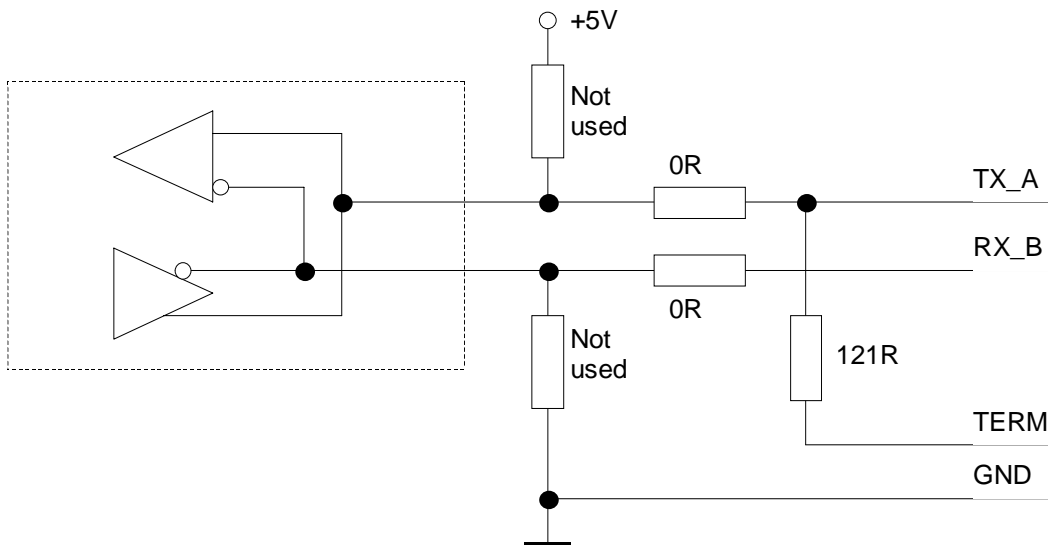 +5V
Not
used
0R
TX_A
RX_B
0R
Not
used
121R
TERM
GND